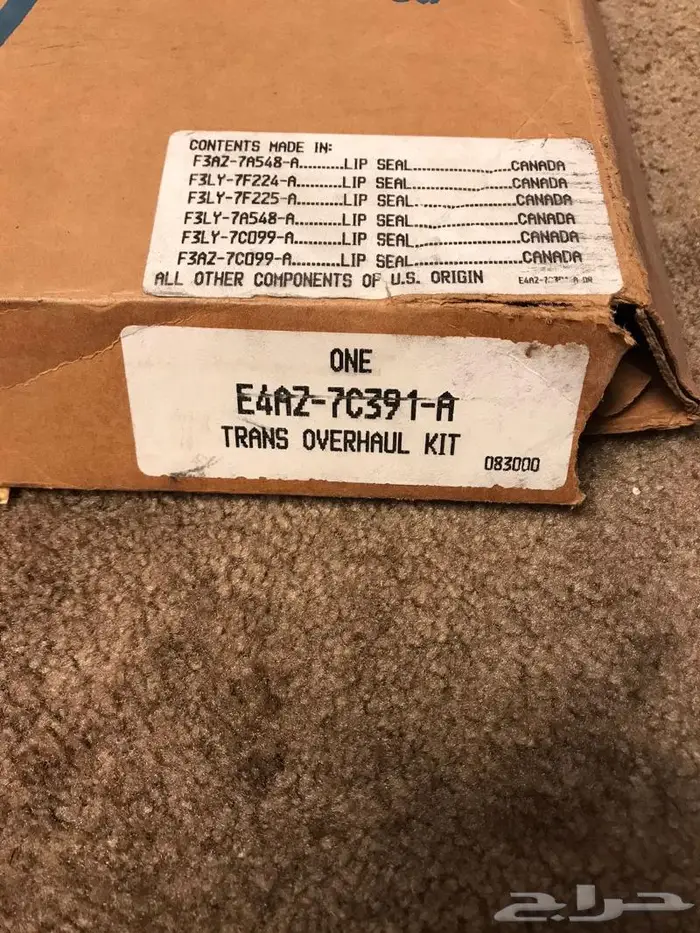 CONTENTS MADE IN:
F3AZ-7A548-A..........LIP SEAL......................CANADA
F3LY-7F224-A..........LIP SEAL......................CANADA
F3LY-7F225-A..........LIP SEAL......................CANADA
F3LY-7A548-A..........LIP SEAL......................CANADA
F3LY-7C099-A..........LIP SEAL......................CANADA
F3AZ-7C099-A..........LIP SEAL......................CANADA
ALL OTHER COMPONENTS OF U.S. ORIGIN
ONE
E4AZ-7C391-A
TRANS OVERHAUL KIT
083000
حراج